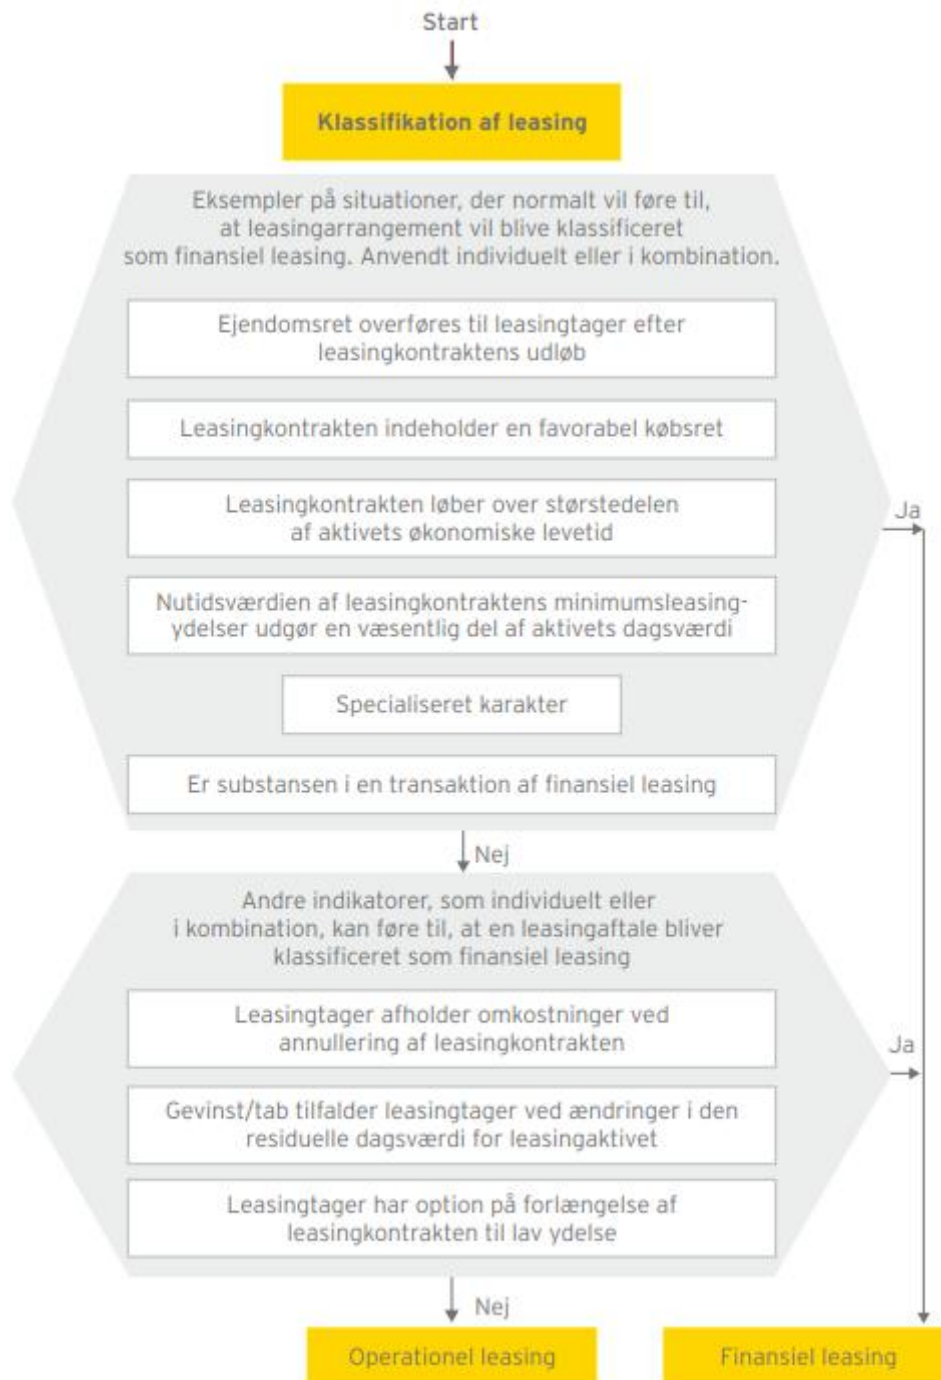 Start
Klassifikation af leasing
Eksempler på situationer, der normalt vil føre til,
at leasingarrangement vil blive klassificeret
som finansiel leasing. Anvendt individuelt eller i kombination.
Ejendomsret overføres til leasingtager efter
leasingkontraktens udløb
Leasingkontrakten indeholder en favorabel købsret
Leasingkontrakten løber over størstedelen
af aktivets økonomiske levetid
Ja
Nutidsværdien af leasingkontraktens minimumsleasing-
ydelser udgør en væsentlig del af aktivets dagsværdi
Specialiseret karakter
Er substansen i en transaktion af finansiel leasing
Nej
Andre indikatorer, som individuelt eller
i kombination, kan føre til, at en leasingaftale bliver
klassificeret som finansiel leasing
Leasingtager afholder omkostninger ved
annullering af leasingkontrakten
Ja
Gevinst/tab tilfalder leasingtager ved ændringer i den
residuelle dagsværdi for leasingaktivet
Leasingtager har option på forlængelse af
leasingkontrakten til lav ydelse
Nej
Operationel leasing
Finansiel leasing